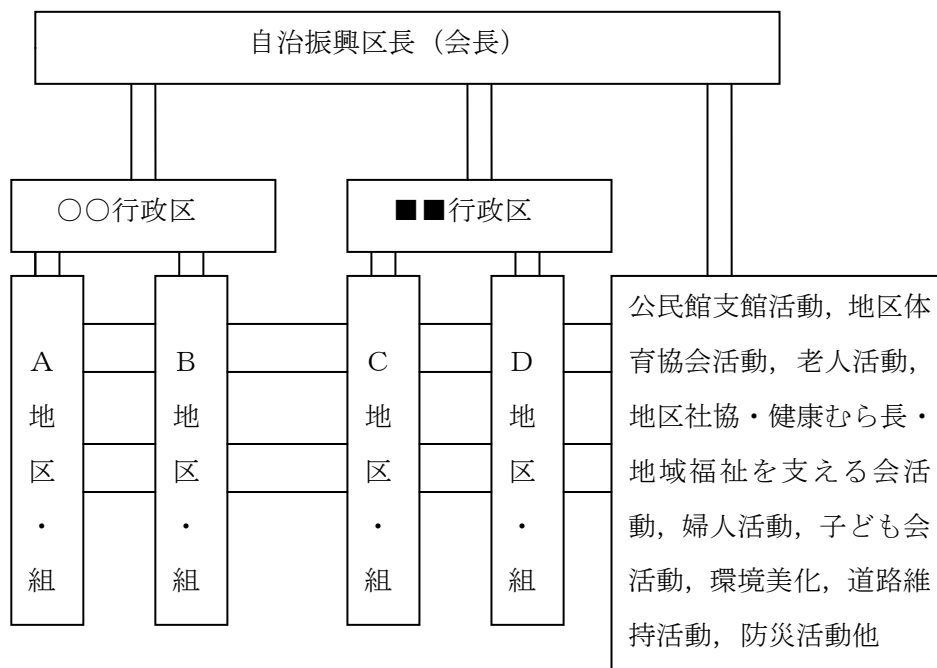 自治振興区長（会長）
○○行政区
■■行政区
A地区・組
B地区・組
C地区・組
D地区・組
公民館支館活動，地区体
育協会活動，老人活動，
地区社協・健康むら長・
地域福祉を支える会活
動，婦人活動，子ども会
活動，環境美化，道路維
持活動，防災活動他